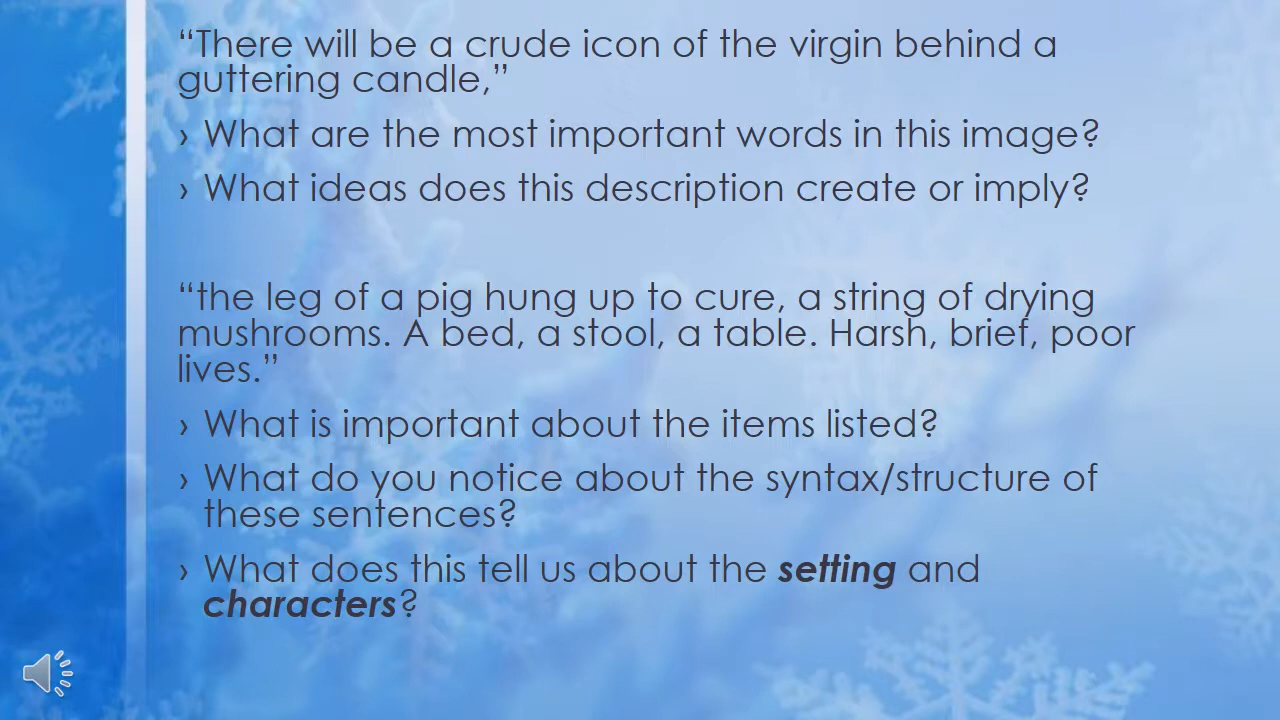 “There will be a crude icon of the virgin behind a
guttering candle,”
› What are the most important words in this image?
› What ideas does this description create or imply?
“the leg of a pig hung up to cure, a string of drying
mushrooms. A bed, a stool, a table. Harsh, brief, poor
lives.”
› What is important about the items listed?
› What do you notice about the syntax/structure of
these sentences?
› What does this tell us about the setting and
characters?